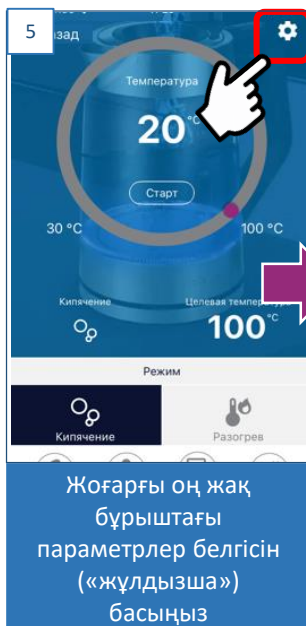 5
азад
Температура
20°C
Старт
30 °C
100 °C
Кипячение
Целевая температура
100°C
Режим
Кипячение
Разогрев
Жоғарғы оң жақ
бұрыштағы
параметрлер белгісін
(«жұлдызша»)
басыңыз